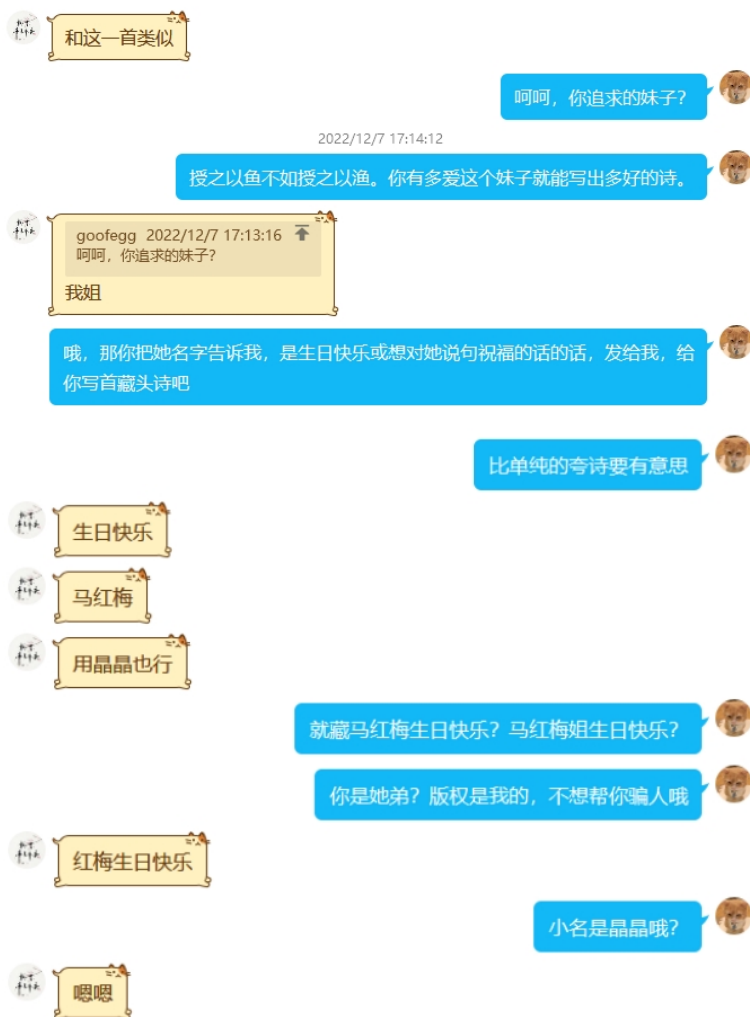 和这一首类似
呵呵，你追求的妹子？
2022/12/7 17:14:12
授之以鱼不如授之以渔。你有多爱这个妹子就能写出多好的诗。
goofegg 2022/12/7 17:13:16
呵呵，你追求的妹子？
我姐
哦，那你把她名字告诉我，是生日快乐或想对她说句祝福的话的话，发给我，给
你写首藏头诗吧
比单纯的夸诗要有意思
生日快乐
马红梅
用晶晶也行
就藏马红梅生日快乐？马红梅姐生日快乐？
你是她弟？版权是我的，不想帮你骗人哦
红梅生日快乐
小名是晶晶哦？
嗯嗯